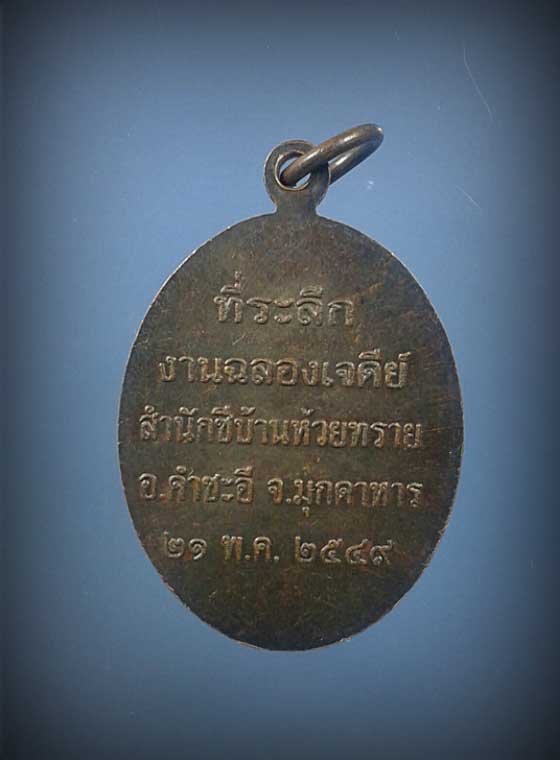 ที่ระลึก
งานฉลองเจดีย์
สำนักชีบ้านห้วยทราย
อ.คำชะอี จ.มุกดาหาร
๒๑ พ.ค. ๒๕๔๙